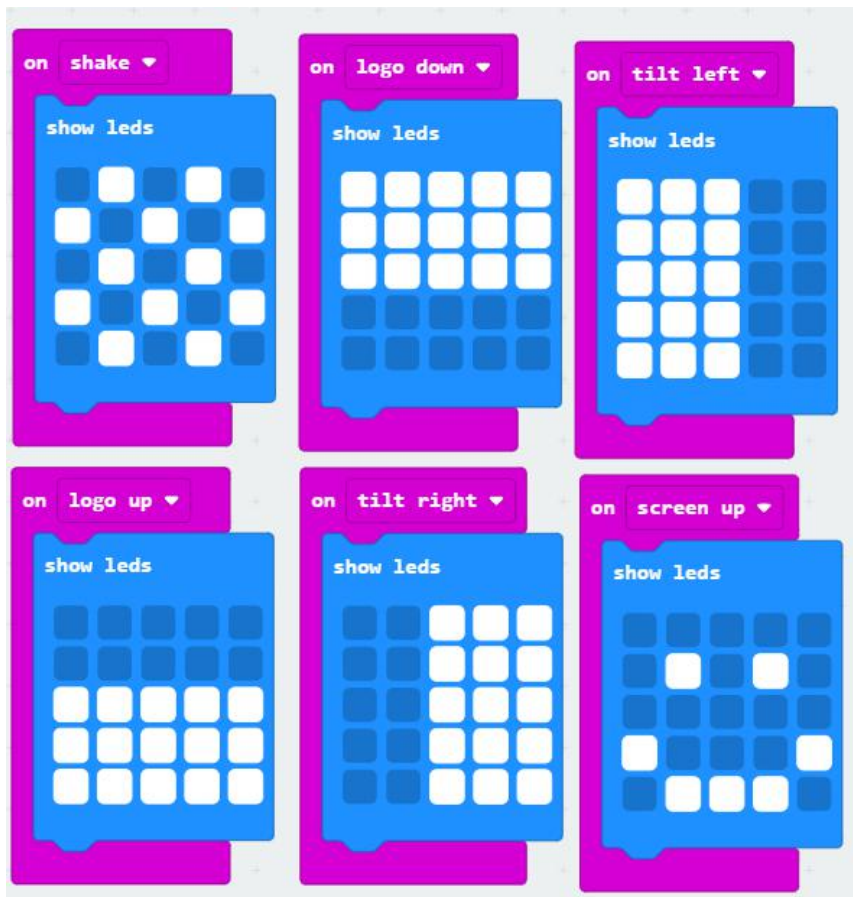 on shake
show leds
on logo down
show leds
on tilt left
show leds
on logo up
show leds
on tilt right
show leds
on screen up
show leds